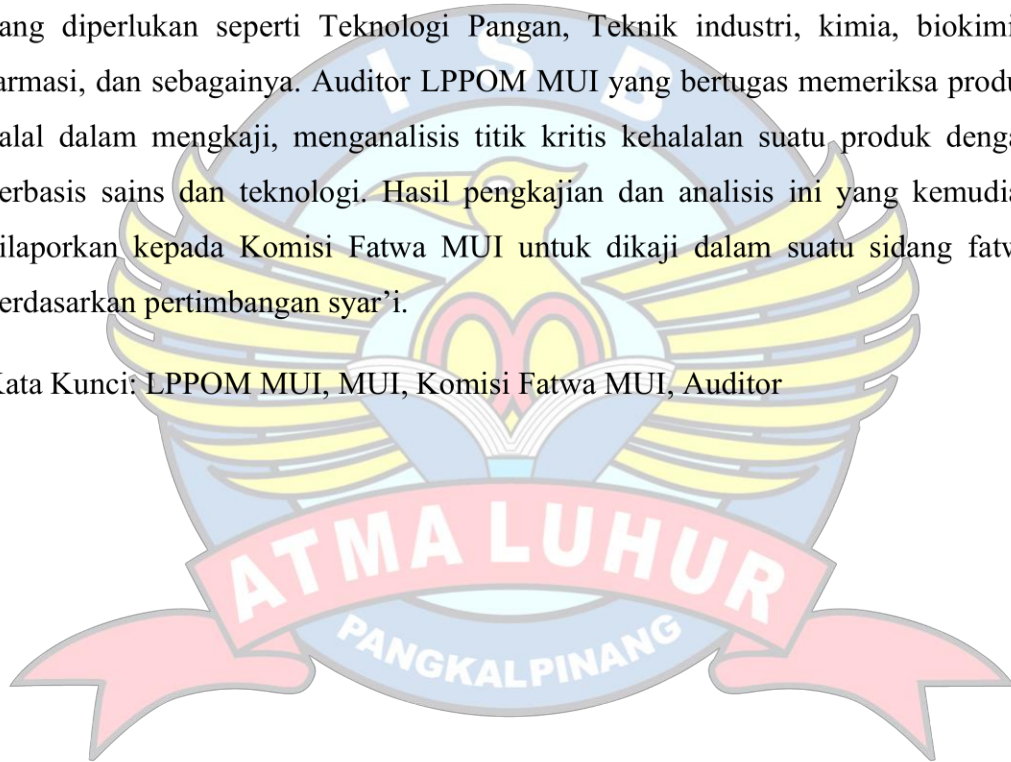 ang diperlukan seperti Teknologi Pangan, Teknik industri, kimia, biokimi
armasi, dan sebagainya. Auditor LPPOM MUI yang bertugas memeriksa produ
alal dalam mengkaji, menganalisis titik kritis kehalalan suatu produk denga
erbasis sains dan teknologi. Hasil pengkajian dan analisis ini yang kemudia
ilaporkan kepada Komisi Fatwa MUI untuk dikaji dalam suatu sidang fatw
erdasarkan pertimbangan syar’i.
Kata Kunci: LPPOM MUI, MUI, Komisi Fatwa MUI, Auditor
I S B
ATMA LUHUR
PANGKALPINANG